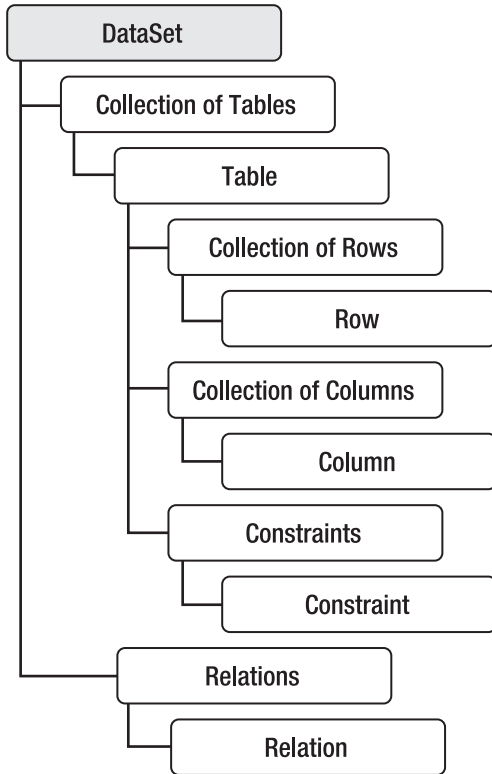 DataSet
Collection of Tables
Table
Collection of Rows
Row
Collection of Columns
Column
Constraints
Constraint
Relations
Relation